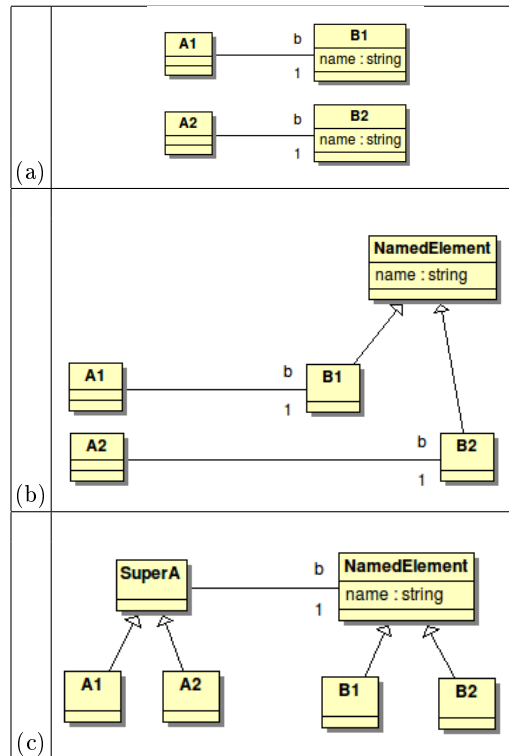 A1
b
B1
name : string
1
A2
b
B2
name : string
1
(a)
NamedElement
name : string
A1
b
B1
1
A2
b
B2
1
(b)
SuperA
b
NamedElement
name : string
1
A1
A2
B1
B2
(c)